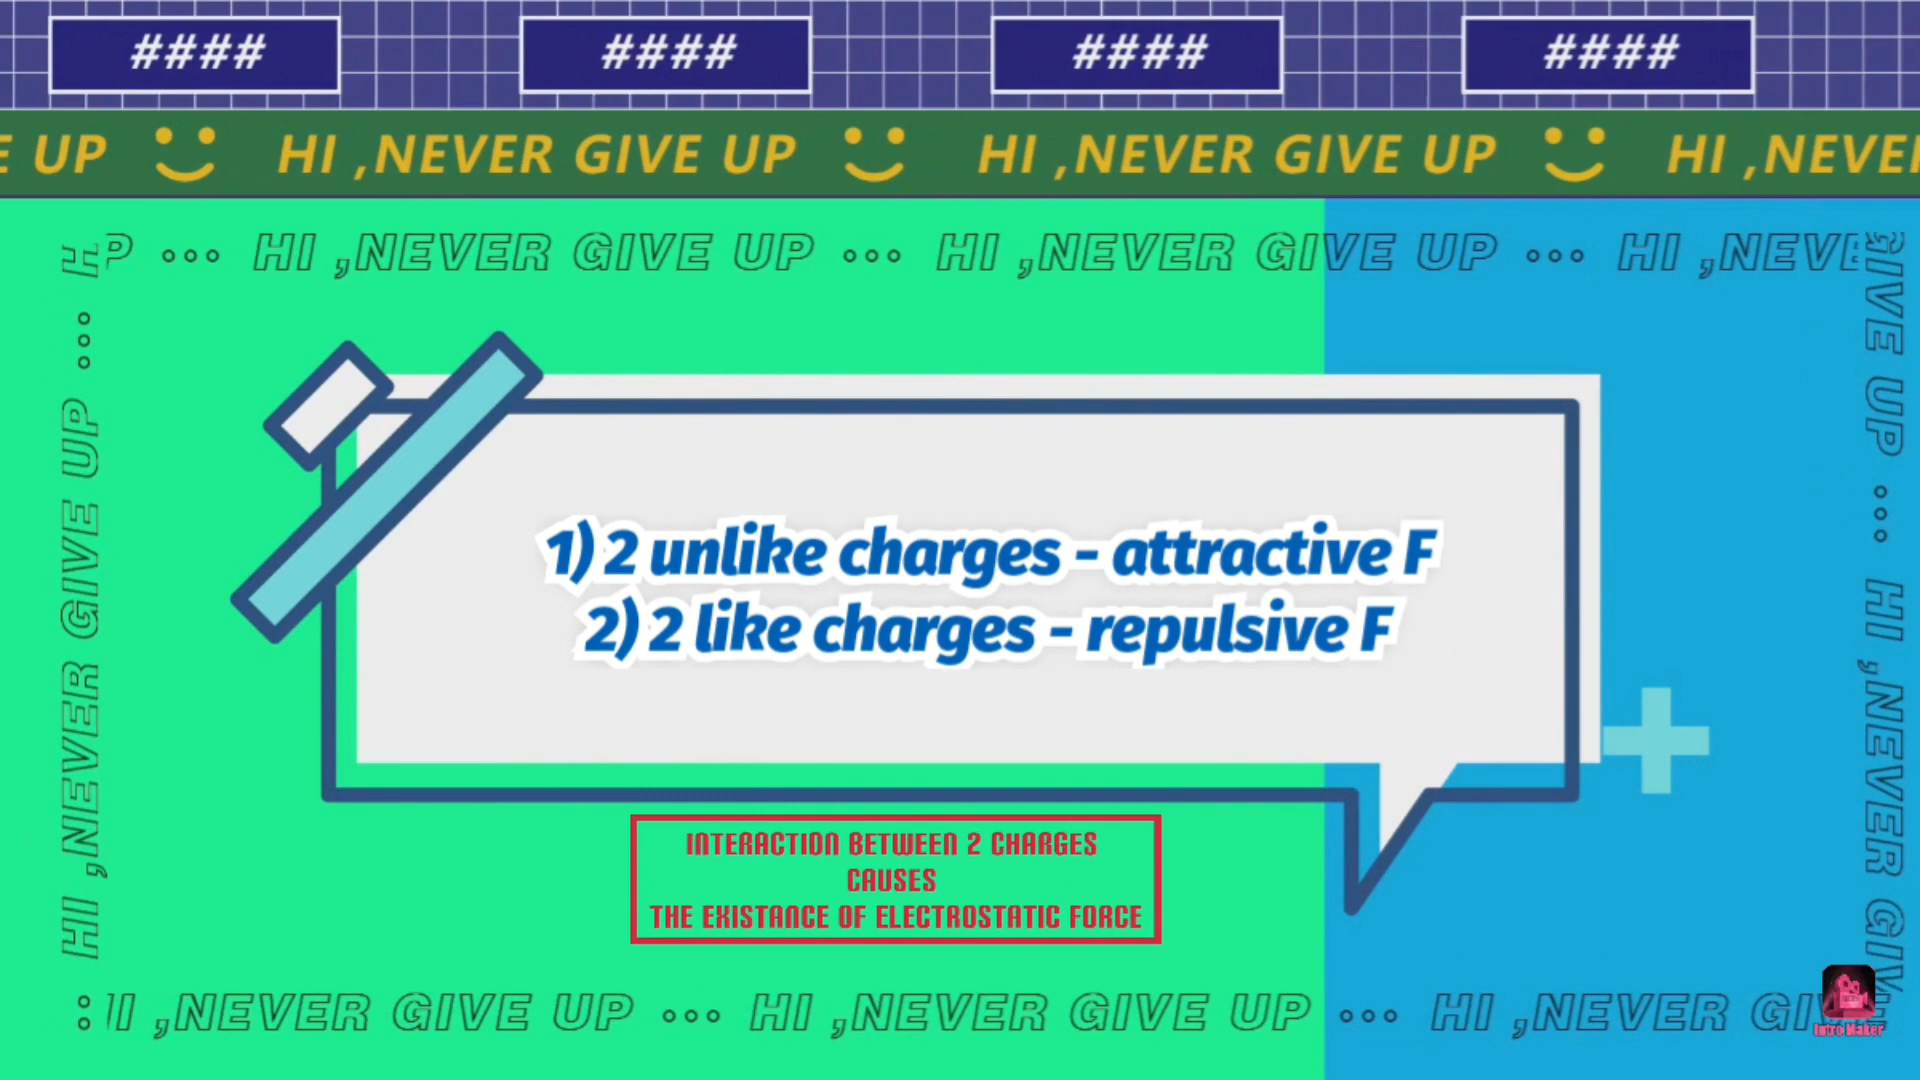 #### #### #### ####
E UP HI ,NEVER GIVE UP HI ,NEVER GIVE UP HI ,NEVE
P ... HI ,NEVER GIVE UP ... HI ,NEVER GIVE UP ... HI ,NEVE
HI ,NEVER GIVE UP ... H
GIVE UP ... HI ,NEVER GIV
1) 2 unlike charges - attractive F
2) 2 like charges - repulsive F
INTERACTION BETWEEN 2 CHARGES
CAUSES
THE EXISTANCE OF ELECTROSTATIC FORCE
HI ,NEVER GIVE UP ... HI ,NEVER GIVE UP ... HI ,NEVER GIV
Intro Maker